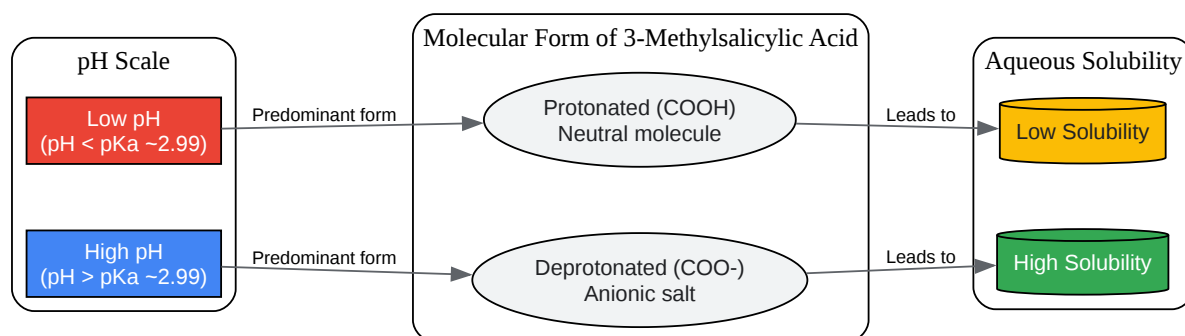 pH Scale
Molecular Form of 3-Methylsalicylic Acid
Aqueous Solubility
Low pH
(pH < pKa ~2.99)
Predominant form
Protonated (COOH)
Neutral molecule
Leads to
Low Solubility
High pH
(pH > pKa ~2.99)
Predominant form
Deprotonated (COO-)
Anionic salt
Leads to
High Solubility